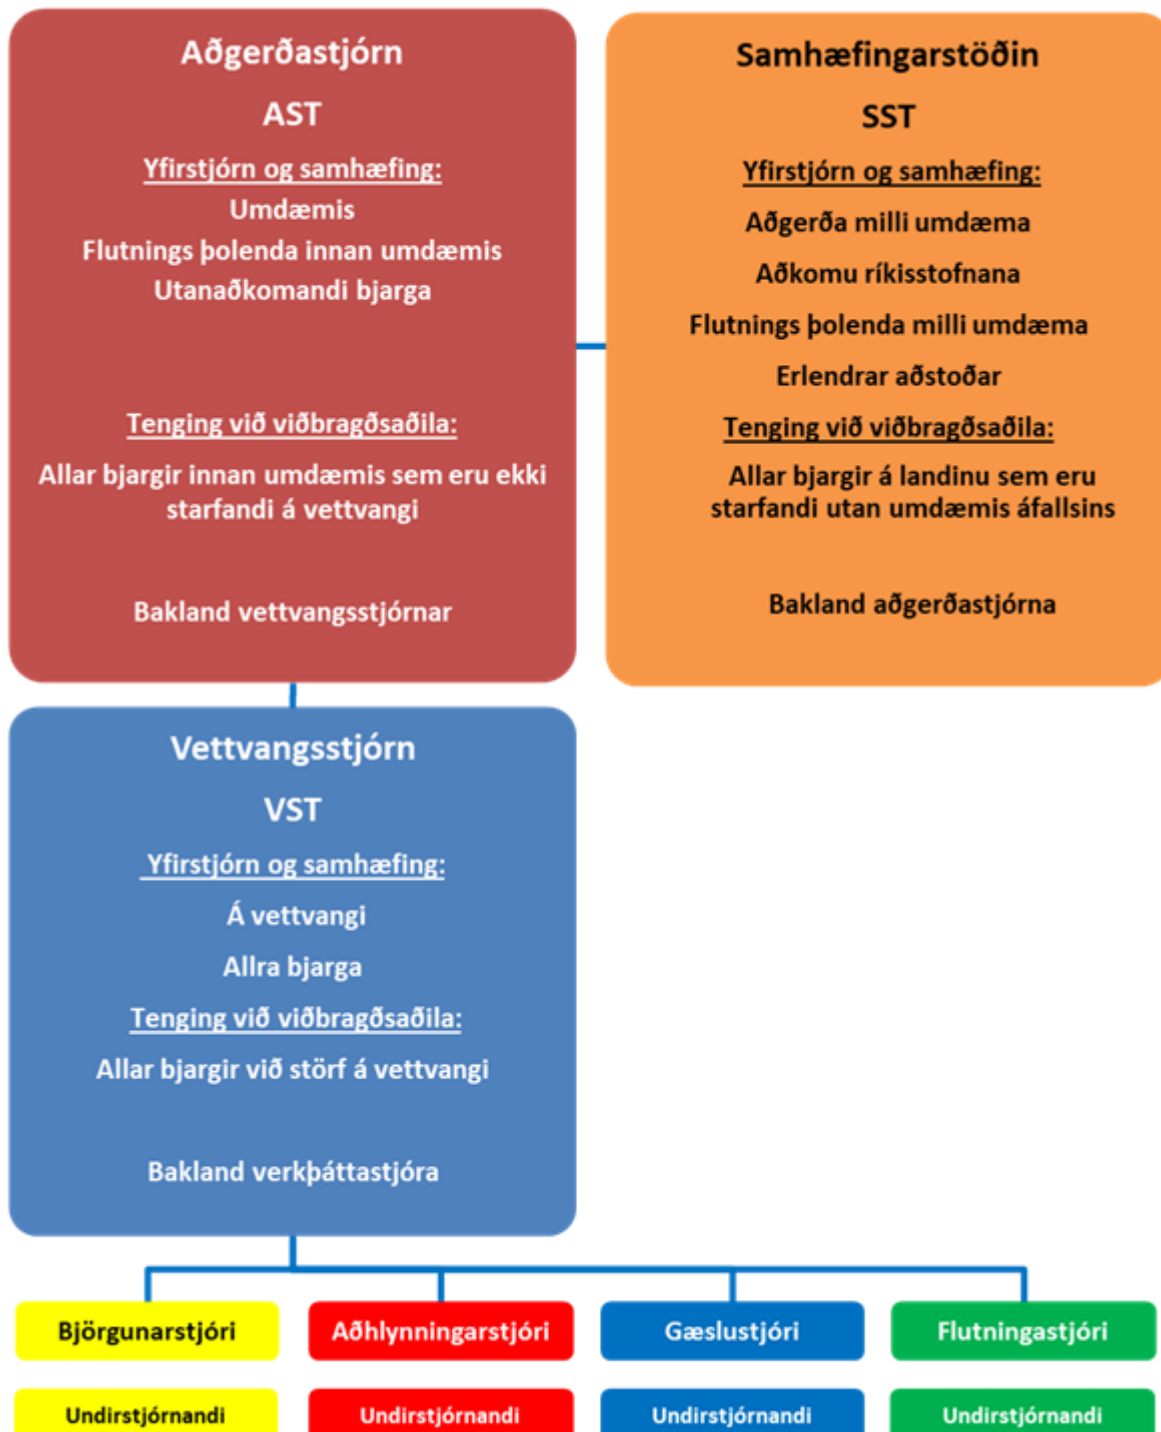 Aðgerðastjórn
AST
Yfirstjórn og samhæfing:
Umdæmis
Flutnings þolenda innan umdæmis
Utanaðkomandi bjarga
Tenging við viðbragðsaðila:
Allar bjargir innan umdæmis sem eru ekki
starfandi á vettvangi
Bakland vettvangsstjórnar
Samhæfingarstöðin
SST
Yfirstjórn og samhæfing:
Aðgerða milli umdæma
Aðkomu ríkisstofnana
Flutnings þolenda milli umdæma
Erlendrar aðstoðar
Tenging við viðbragðsaðila:
Allar bjargir á landinu sem eru
starfandi utan umdæmis áfallsins
Bakland aðgerðastjórna
Vettvangsstjórn
VST
Yfirstjórn og samhæfing:
Á vettvangi
Allra bjarga
Tenging við viðbragðsaðila:
Allar bjargir við störf á vettvangi
Bakland verkþáttastjóra
Björgunarstjóri
Aðhlynningarstjóri
Gæslustjóri
Flutningastjóri
Undirstjórnandi
Undirstjórnandi
Undirstjórnandi
Undirstjórnandi